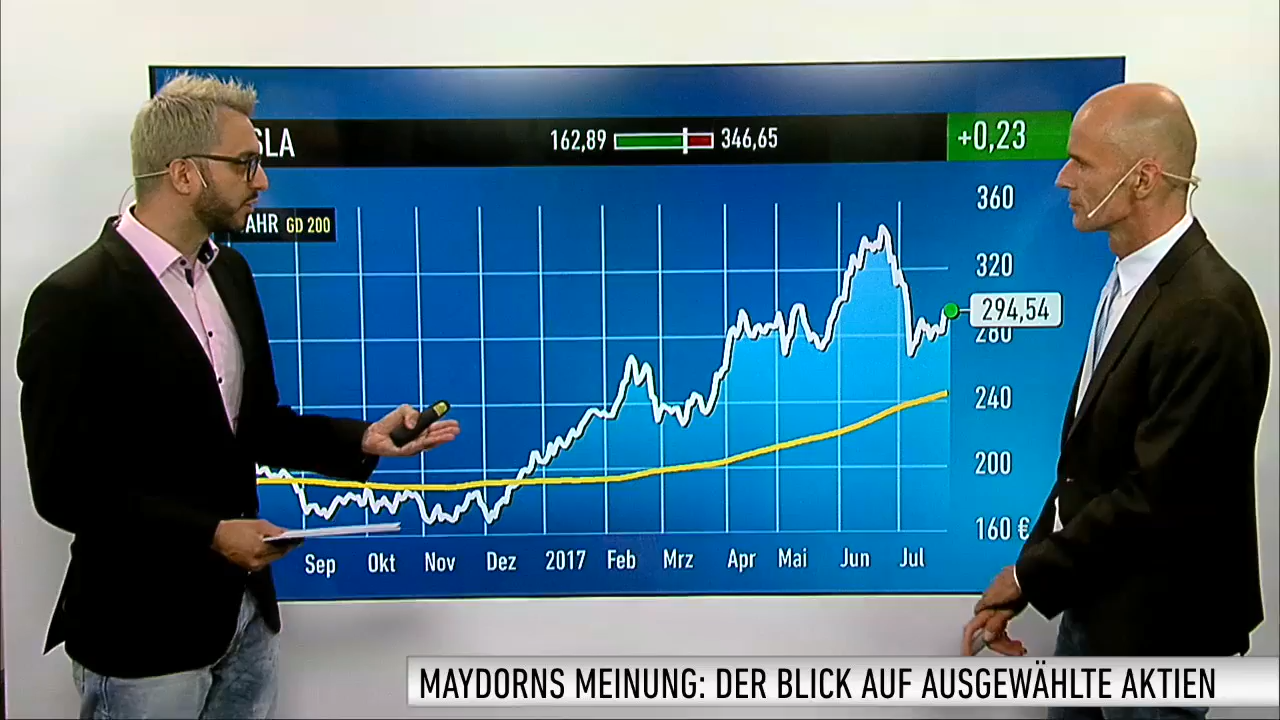 SLA 162,89 346,65 +0,23
AHR GD 200
360
320
294,54
280
240
200
160 €
Sep Okt Nov Dez 2017 Feb Mrz Apr Mai Jun Jul
MAYDORNS MEINUNG: DER BLICK AUF AUSGEWÄHLTE AKTIEN